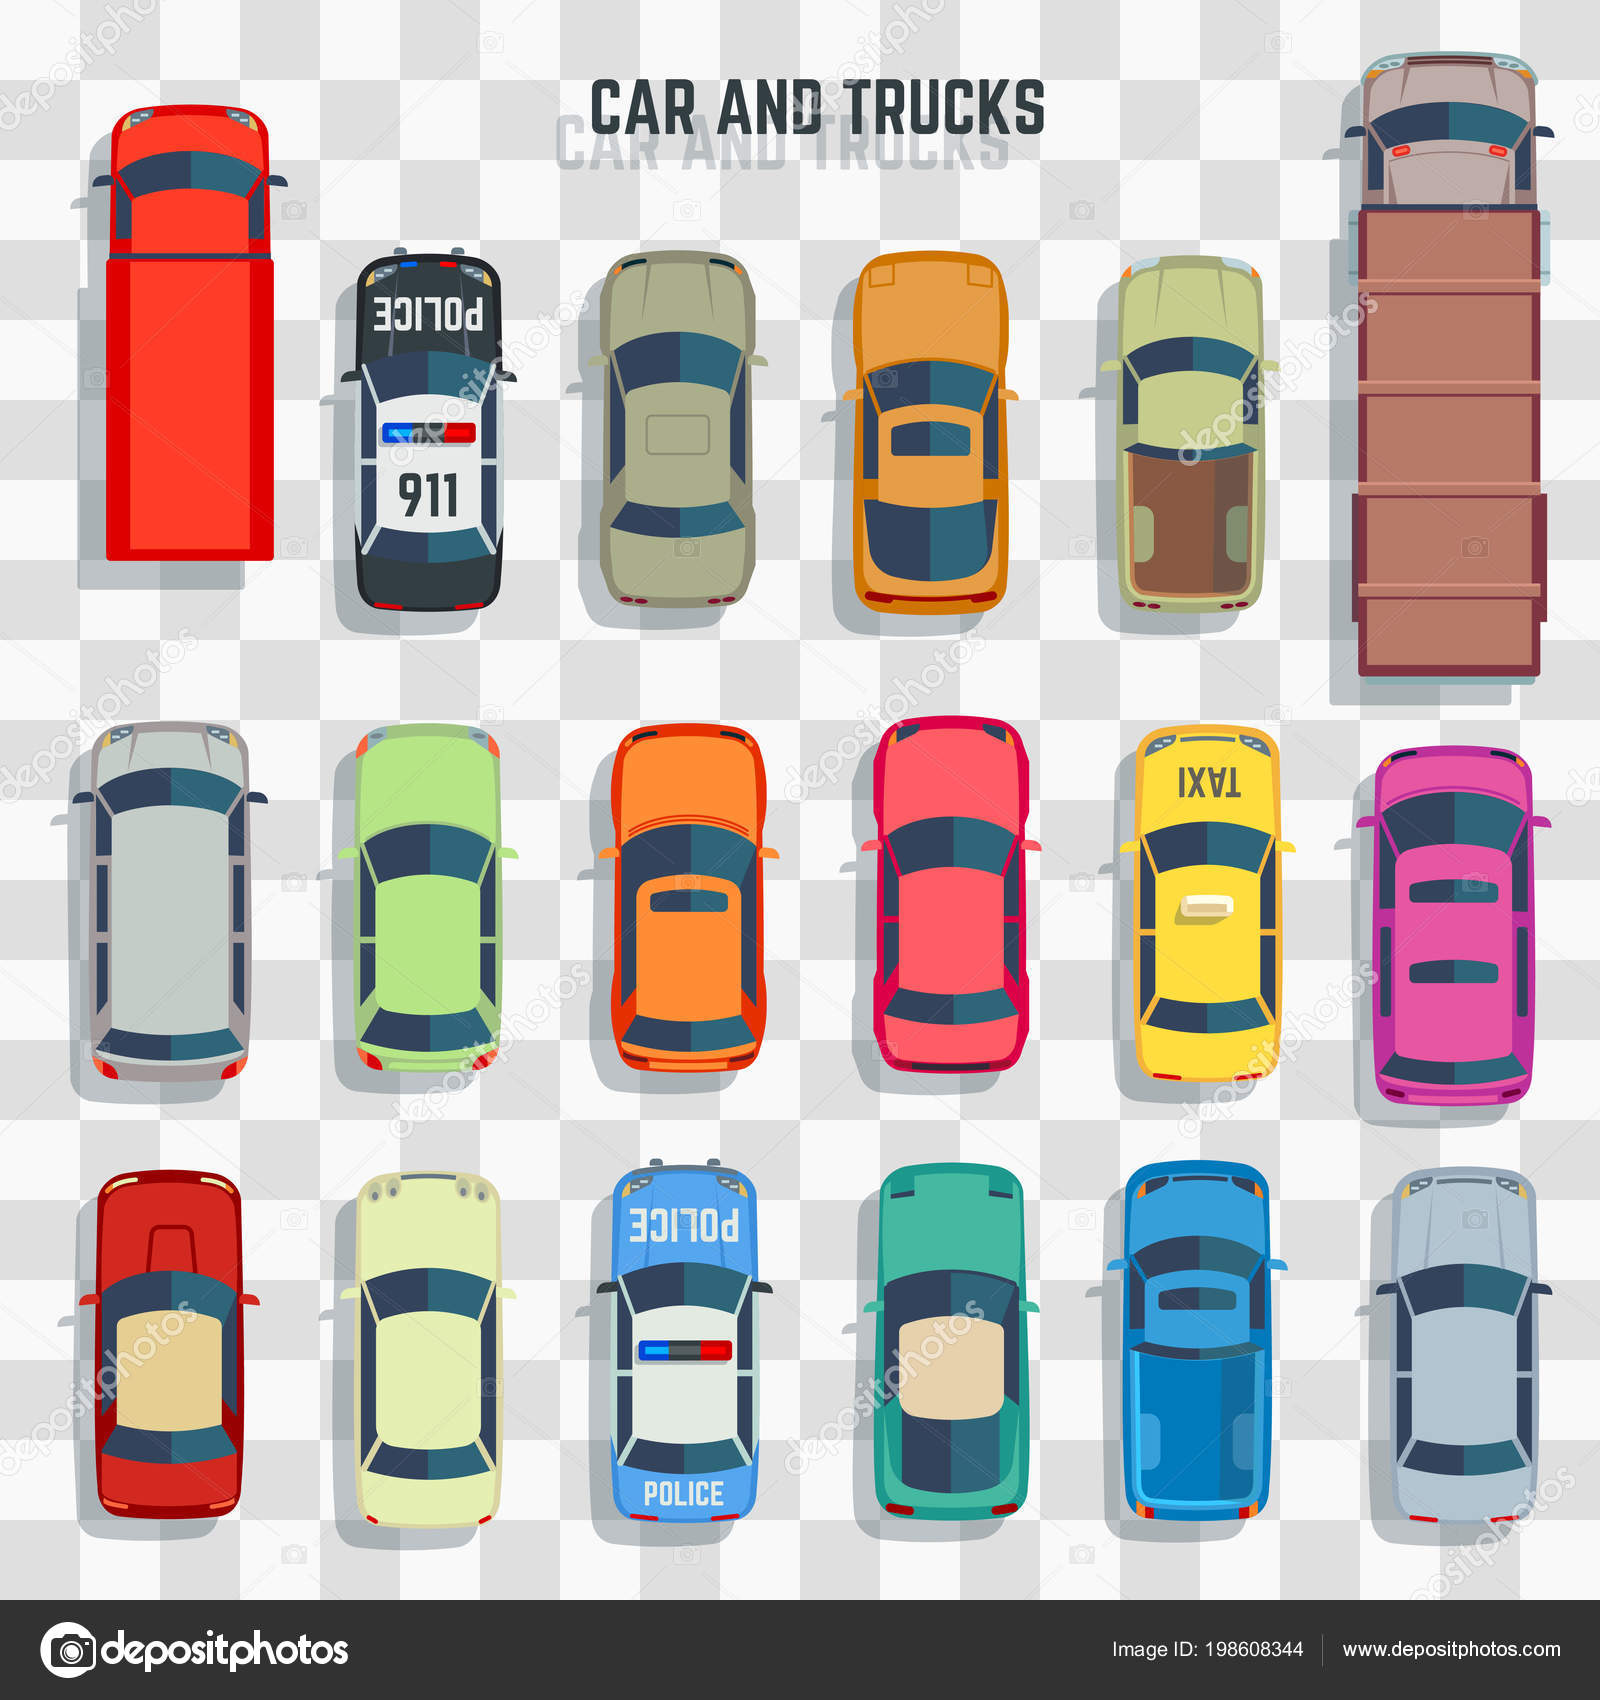 CAR AND TRUCKS
CAR AND TRUCKS
POLICE
911
TAXI
POLICE
POLICE
depositphotos
Image ID: 198608344
www.depositphotos.com